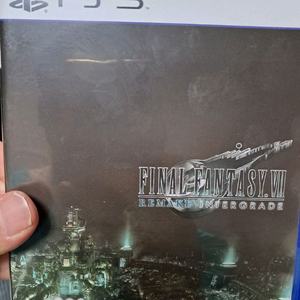 PS5
FINAL FANTASY VII
REMAKE INTERGRADE